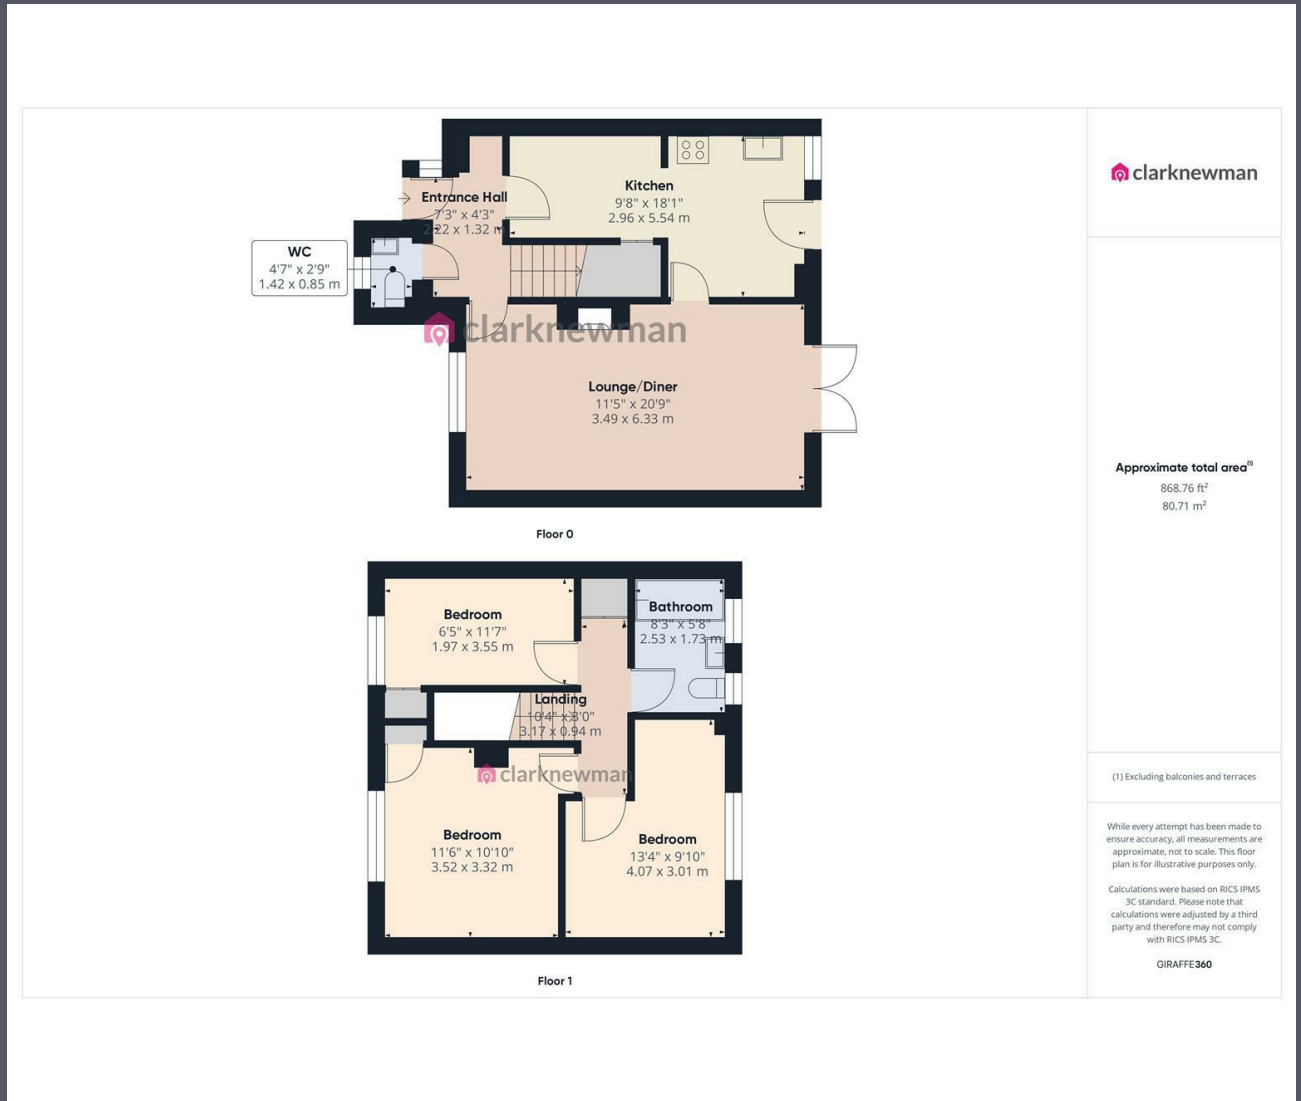 Entrance Hall
7'3" x 4'3"
2.22 x 1.32 m
Kitchen
9'8" x 18'1"
2.96 x 5.54 m
WC
4'7" x 2'9"
1.42 x 0.85 m
clarknewman
Lounge/Diner
11'5" x 20'9"
3.49 x 6.33 m
Floor 0
Bedroom
6'5" x 11'7"
1.97 x 3.55 m
Bathroom
8'3" x 5'8"
2.53 x 1.73 m
Landing
10'4" x 3'0"
3.17 x 0.94 m
clarknewman
Bedroom
11'6" x 10'10"
3.52 x 3.32 m
Bedroom
13'4" x 9'10"
4.07 x 3.01 m
Floor 1
clarknewman
Approximate total area(1)
868.76 ft²
80.71 m²
(1) Excluding balconies and terraces
While every attempt has been made to
ensure accuracy, all measurements are
approximate, not to scale. This floor
plan is for illustrative purposes only.
Calculations were based on RICS IPMS
3C standard. Please note that
calculations were adjusted by a third
party and therefore may not comply
with RICS IPMS 3C.
GIRAFFE360